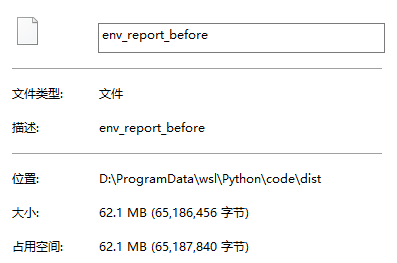 env_report_before
文件类型: 文件
描述: env_report_before
位置: D:\ProgramData\wsl\Python\code\dist
大小: 62.1 MB (65,186,456 字节)
占用空间: 62.1 MB (65,187,840 字节)